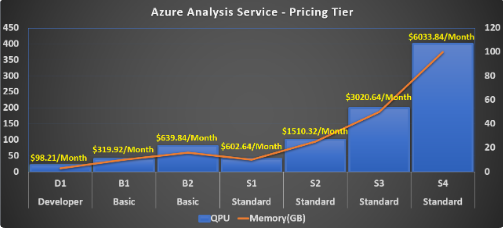 Azure Analysis Service - Pricing Tier
450
400
350
300
250
200
150
100
50
0
120
100
80
60
40
20
0
$98.21/Month
$319.92/Month
$639.84/Month
$602.64/Month
$1510.32/Month
$3020.64/Month
$6033.84/Month
D1 B1 B2 S1 S2 S3 S4
Developer Basic Basic Standard Standard Standard Standard
QPU Memory(GB)